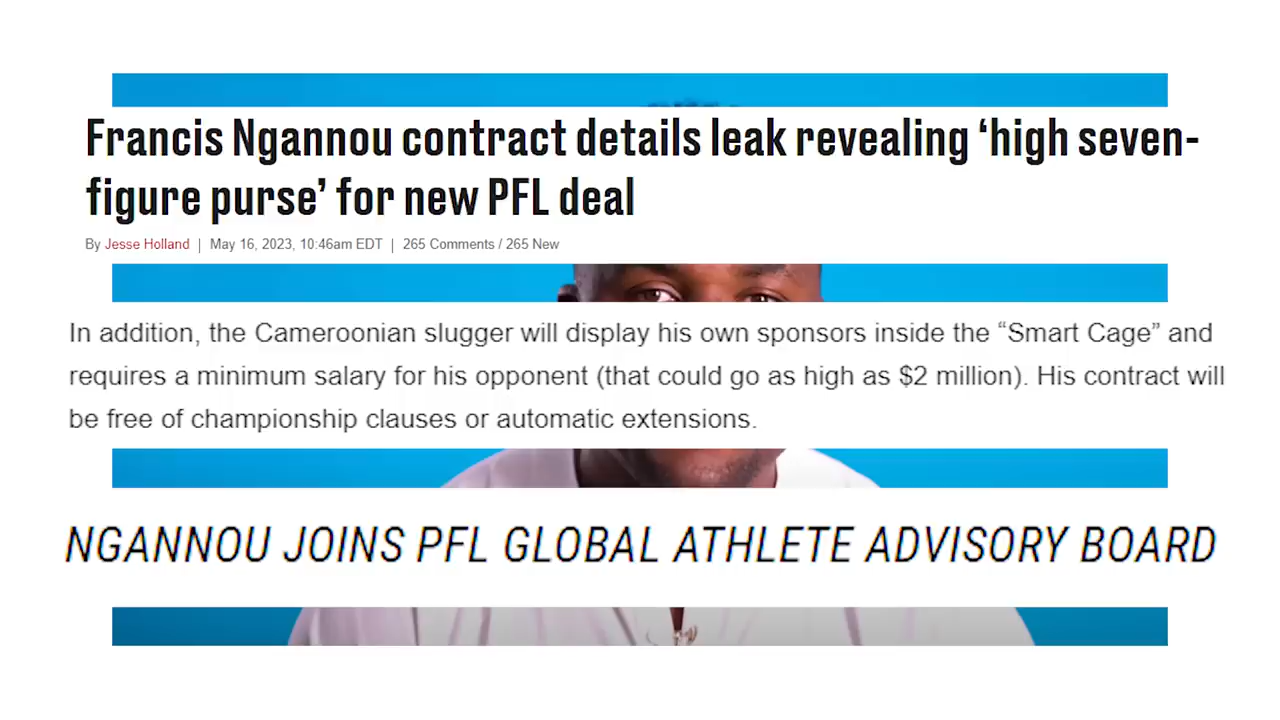 Francis Ngannou contract details leak revealing ‘high seven-
figure purse’ for new PFL deal
By Jesse Holland | May 16, 2023, 10:46am EDT | 265 Comments / 265 New
In addition, the Cameroonian slugger will display his own sponsors inside the “Smart Cage” and
requires a minimum salary for his opponent (that could go as high as $2 million). His contract will
be free of championship clauses or automatic extensions.
NGANNOU JOINS PFL GLOBAL ATHLETE ADVISORY BOARD